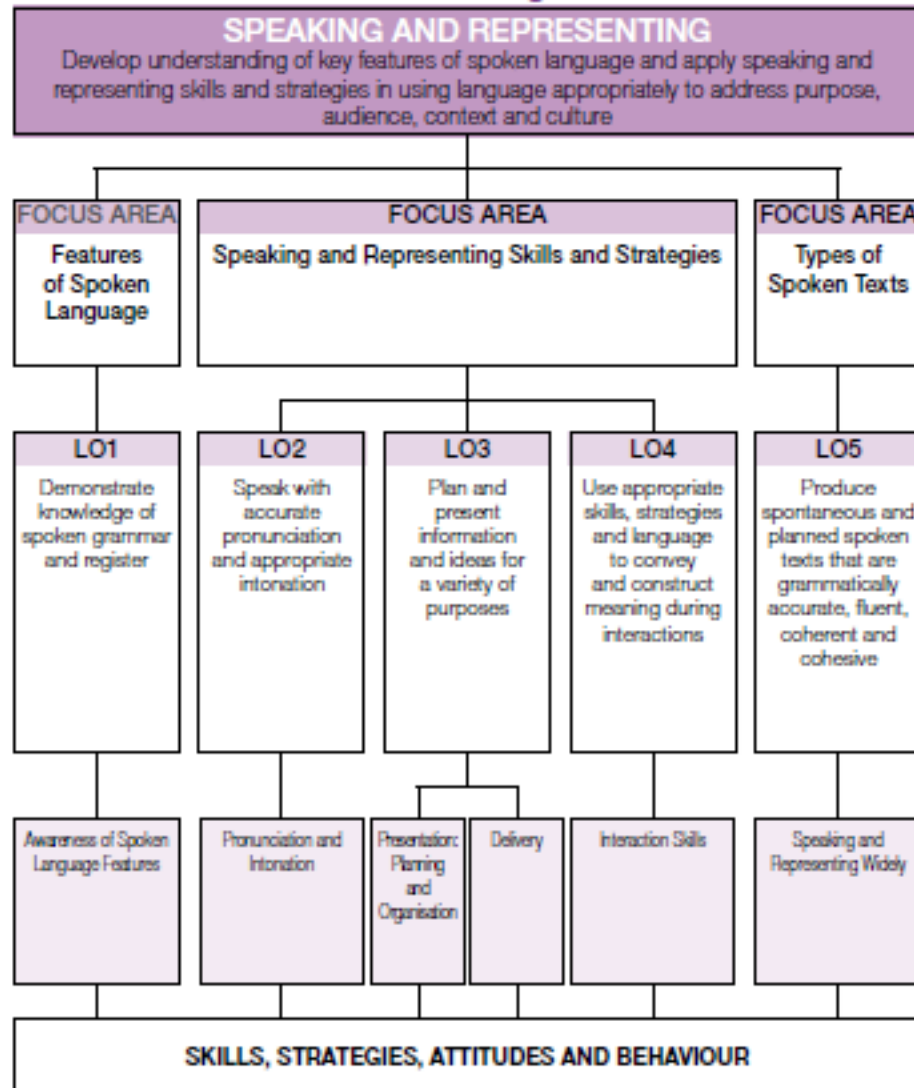 SPEAKING AND REPRESENTING
Develop understanding of key features of spoken language and apply speaking and
representing skills and strategies in using language appropriately to address purpose,
audience, context and culture
FOCUS AREA
Features
of Spoken
Language
FOCUS AREA
Speaking and Representing Skills and Strategies
FOCUS AREA
Types of
Spoken Texts
LO1
Demonstrate
knowledge of
spoken grammar
and register
LO2
Speak with
accurate
pronunciation
and appropriate
intonation
LO3
Plan and
present
information
and ideas for
a variety of
purposes
LO4
Use appropriate
skills, strategies
and language
to convey
and construct
meaning during
interactions
LO5
Produce
spontaneous and
planned spoken
texts that are
grammatically
accurate, fluent,
coherent and
cohesive
Awareness of Spoken
Language Features
Pronunciation and
Intonation
Presentation:
Planning
and
Organisation
Delivery
Interaction Skills
Speaking and
Representing Widely
SKILLS, STRATEGIES, ATTITUDES AND BEHAVIOUR